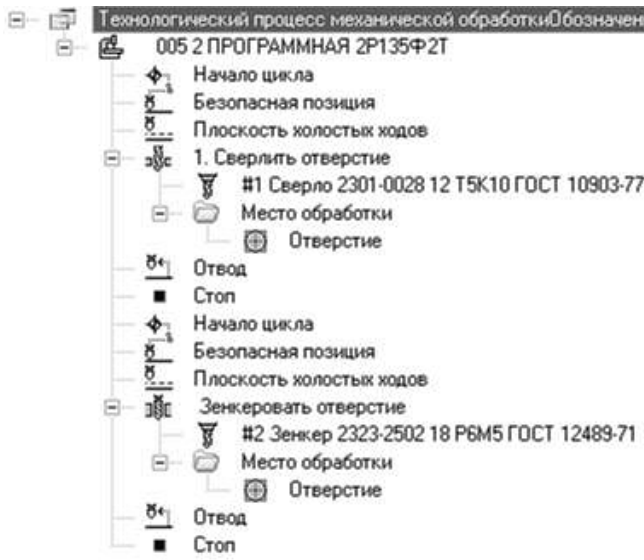 Технологический процесс механической обработки Обозначен
005 2 ПРОГРАММНАЯ 2Р135Ф2Т
Начало цикла
Безопасная позиция
Плоскость холостых ходов
1. Сверлить отверстие
#1 Сверло 2301-0028 12 Т5К10 ГОСТ 10903-77
Место обработки
Отверстие
Отвод
Стоп
Начало цикла
Безопасная позиция
Плоскость холостых ходов
Зенкеровать отверстие
#2 Зенкер 2323-2502 18 Р6М5 ГОСТ 12489-71
Место обработки
Отверстие
Отвод
Стоп